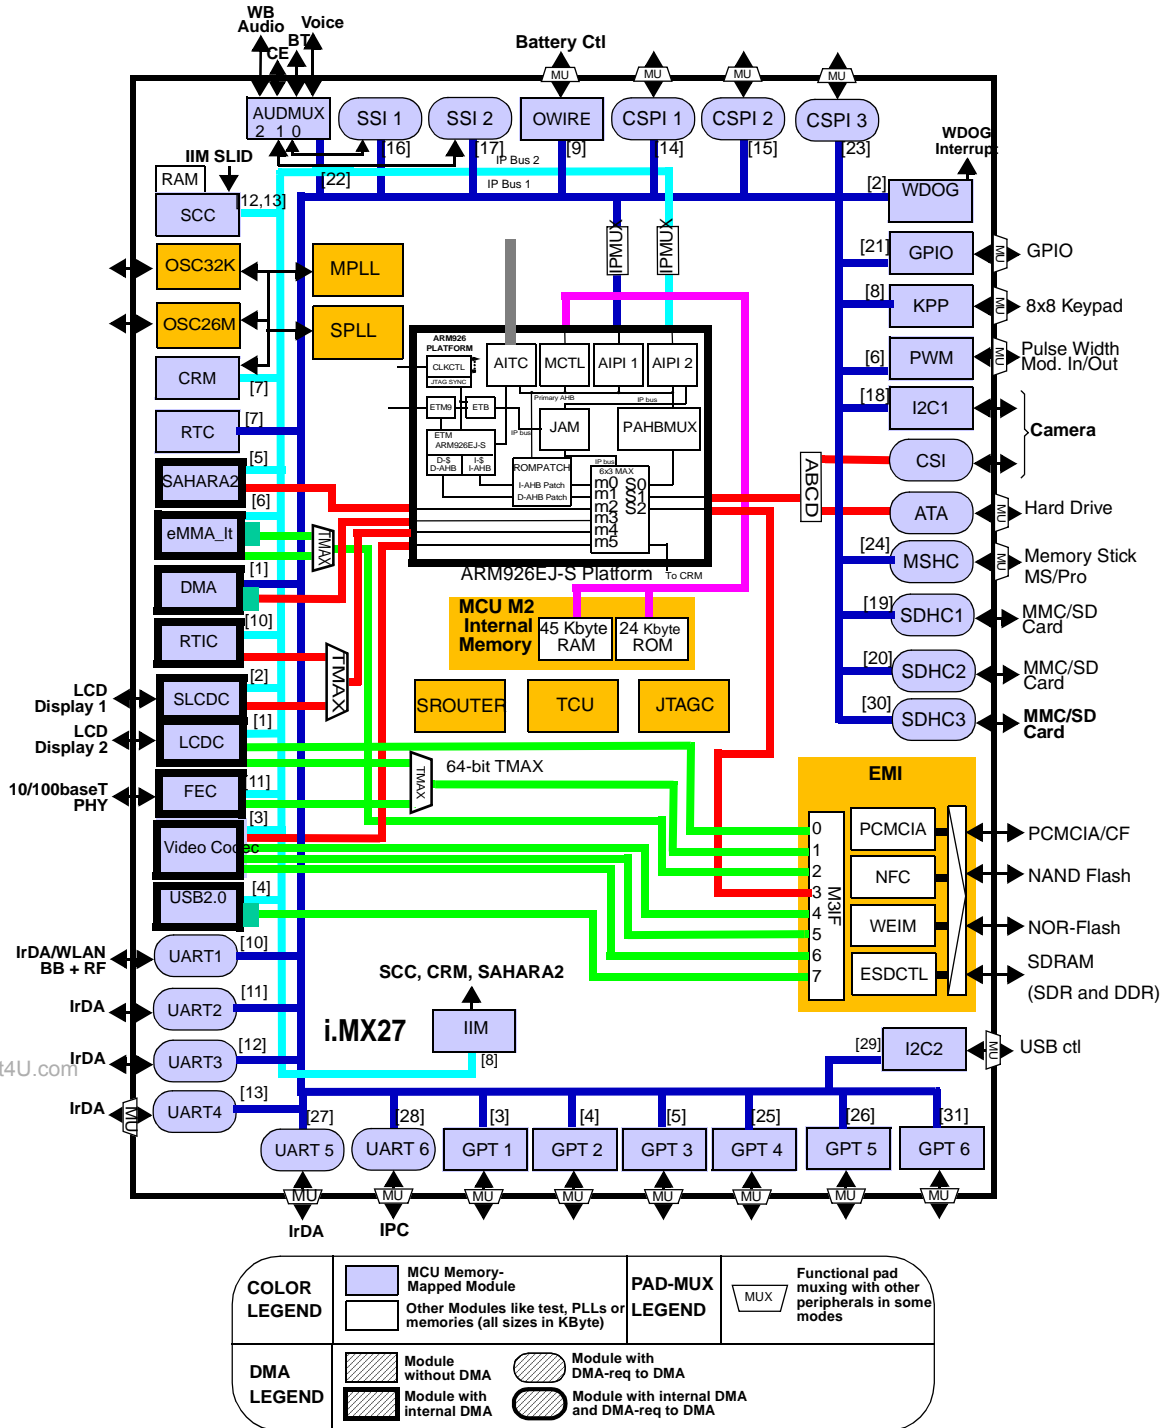 WB
Audio
CE
BT
Voice
Battery Ctl
MU
MU
MU
MU
AUDMUX
2 1 0
SSI 1
SSI 2
OWIRE
CSPI 1
CSPI 2
CSPI 3
[16]
[17]
[9]
[14]
[15]
[23]
WDOG
Interrupt
IIM SLID
IP Bus 2
IP Bus 1
RAM
[22]
[2]
WDOG
SCC
[12,13]
IPMUX
IPMUX
[21]
GPIO
MU
GPIO
OSC32K
MPLL
[8]
KPP
MU
8x8 Keypad
OSC26M
SPLL
ARM926
PLATFORM
CLKCTL
JTAG SYNC
AITC
MCTL
AIPI 1
AIPI 2
[6]
PWM
MU
Pulse Width
Mod. In/Out
CRM
[7]
Primary AHB
IP bus
[18]
I2C1
ETM9
ETB
RTC
[7]
IP bus
JAM
PAHBMUX
Camera
ETM
ARM926EJ-S
D-$
D-AHB
I-$
I-AHB
ROMPATCH
I-AHB Patch
D-AHB Patch
IP bus
6x3 MAX
m0
m1
m2
m3
m4
m5
S0
S1
S2
ABCD
CSI
[5]
SAHARA2
[6]
ATA
MU
Hard Drive
eMMA_lt
TMAX
[24]
MSHC
MU
Memory Stick
MS/Pro
ARM926EJ-S Platform
To CRM
[1]
DMA
MCU M2
Internal
Memory
45 Kbyte
RAM
24 Kbyte
ROM
[19]
SDHC1
MMC/SD
Card
[10]
RTIC
TMAX
[20]
SDHC2
MMC/SD
Card
[2]
LCD
Display 1
SLCDC
SROUTER
TCU
JTAGC
[30]
SDHC3
MMC/SD
Card
[1]
LCD
Display 2
LCDC
TMAX
64-bit TMAX
EMI
10/100baseT
PHY
FEC
[11]
[3]
Video Codec
0
1
2
3
4
5
6
7
M3IF
PCMCIA
NFC
WEIM
ESDCTL
PCMCIA/CF
NAND Flash
NOR-Flash
SDRAM
(SDR and DDR)
[4]
USB2.0
IrDA/WLAN
BB + RF
UART1
[10]
SCC, CRM, SAHARA2
IrDA
UART2
[11]
i.MX27
IIM
[8]
[29]
I2C2
MU
USB ctl
t4U.com
IrDA
UART3
[12]
IrDA
MU
UART4
[13]
[27]
[28]
[3]
[4]
[5]
[25]
[26]
[31]
UART 5
UART 6
GPT 1
GPT 2
GPT 3
GPT 4
GPT 5
GPT 6
MU
MU
MU
MU
MU
MU
MU
MU
IrDA
IPC
COLOR
LEGEND
MCU Memory-
Mapped Module
Other Modules like test, PLLs or
memories (all sizes in KByte)
PAD-MUX
LEGEND
MUX
Functional pad
muxing with other
peripherals in some
modes
DMA
LEGEND
Module
without DMA
Module with
DMA-req to DMA
Module with
internal DMA
Module with internal DMA
and DMA-req to DMA